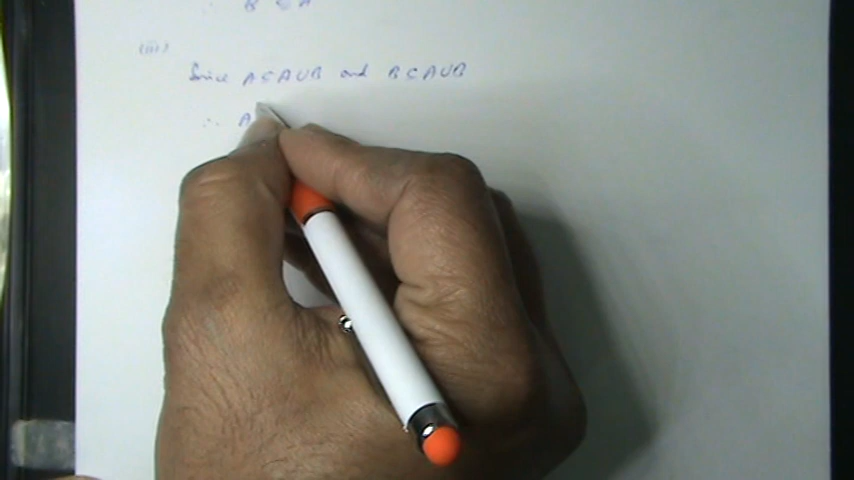 B ⊆ A
(iii)
Since A ⊆ A ∪ B and B ⊆ A ∪ B
∴ A